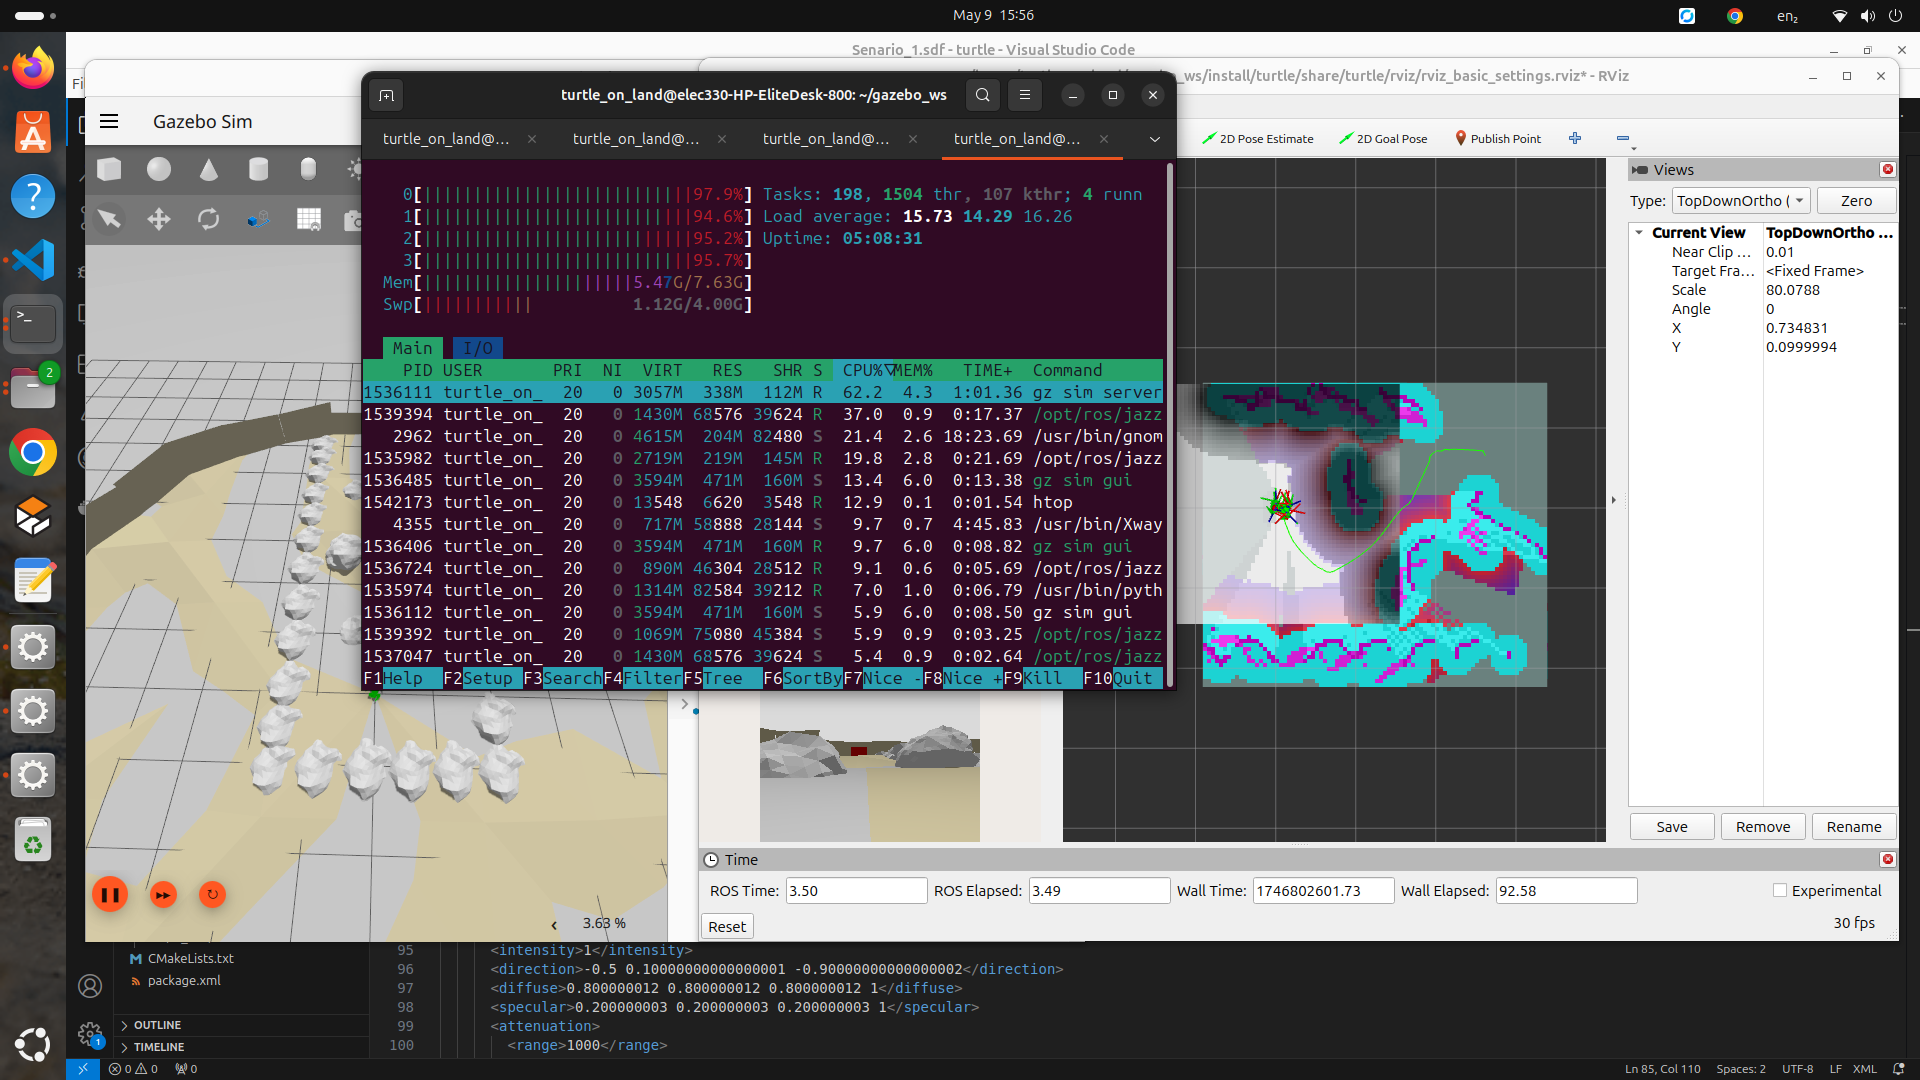 May 9 15:56
en₂
Senario_1.sdf - turtle - Visual Studio Code
_ws/install/turtle/share/turtle/rviz/rviz_basic_settings.rviz* - RViz
Gazebo Sim
turtle_on_land@elec330-HP-EliteDesk-800: ~/gazebo_ws
turtle_on_land@...
turtle_on_land@...
turtle_on_land@...
turtle_on_land@...
2D Pose Estimate
2D Goal Pose
Publish Point
Views
Type: TopDownOrtho (
Zero
Current View TopDownOrtho ...
Near Clip ... 0.01
Target Fra... <Fixed Frame>
Scale 80.0788
Angle 0
X 0.734831
Y 0.0999994
Save
Remove
Rename
0[97.9%] Tasks: 198, 1504 thr, 107 kthr; 4 runn
1[94.6%] Load average: 15.73 14.29 16.26
2[95.2%] Uptime: 05:08:31
3[95.7%]
Mem[5.47G/7.63G]
Swp[1.12G/4.00G]
Main I/O
PID USER PRI NI VIRT RES SHR S CPU%▽MEM% TIME+ Command
1536111 turtle_on_ 20 0 3057M 338M 112M R 62.2 4.3 1:01.36 gz sim server
1539394 turtle_on_ 20 0 1430M 68576 39624 R 37.0 0.9 0:17.37 /opt/ros/jazz
2962 turtle_on_ 20 0 4615M 204M 82480 S 21.4 2.6 18:23.69 /usr/bin/gnom
1535982 turtle_on_ 20 0 2719M 219M 145M R 19.8 2.8 0:21.69 /opt/ros/jazz
1536485 turtle_on_ 20 0 3594M 471M 160M R 13.4 6.0 0:13.38 gz sim gui
1542173 turtle_on_ 20 0 13548 6620 3548 R 12.9 0.1 0:01.54 htop
4355 turtle_on_ 20 0 717M 58888 28144 S 9.7 0.7 4:45.83 /usr/bin/Xway
1536406 turtle_on_ 20 0 3594M 471M 160M R 9.7 6.0 0:08.82 gz sim gui
1536724 turtle_on_ 20 0 890M 46304 28512 R 9.1 0.6 0:05.69 /opt/ros/jazz
1535974 turtle_on_ 20 0 1314M 82584 39212 R 7.0 1.0 0:06.79 /usr/bin/pyth
1536112 turtle_on_ 20 0 3594M 471M 160M S 5.9 6.0 0:08.50 gz sim gui
1539392 turtle_on_ 20 0 1069M 75080 45384 S 5.9 0.9 0:03.25 /opt/ros/jazz
1537047 turtle_on_ 20 0 1430M 68576 39624 S 5.4 0.9 0:02.64 /opt/ros/jazz
F1Help F2Setup F3SearchF4FilterF5Tree F6SortByF7Nice -F8Nice +F9Kill F10Quit
3.63 %
Time
ROS Time: 3.50 ROS Elapsed: 3.49 Wall Time: 1746802601.73 Wall Elapsed: 92.58 Experimental
Reset
30 fps
CMakeLists.txt
package.xml
OUTLINE
TIMELINE
95 <intensity>1</intensity>
96 <direction>-0.5 0.10000000000000001 -0.90000000000000002</direction>
97 <diffuse>0.800000012 0.800000012 0.800000012 1</diffuse>
98 <specular>0.200000003 0.200000003 0.200000003 1</specular>
99 <attenuation>
100 <range>1000</range>
0 0
0
Ln 85, Col 110
Spaces: 2
UTF-8
LF
XML
2
1